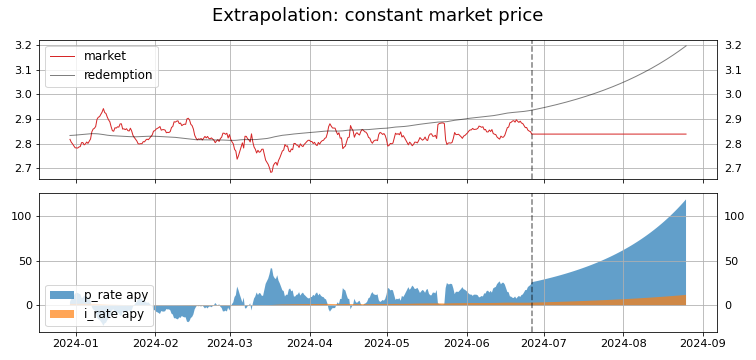 Extrapolation: constant market price
3.2 3.2
market
3.1 3.1
redemption
3.0 3.0
2.9 2.9
2.8 2.8
2.7 2.7
100 100
50 50
p_rate apy
0 0
i_rate apy
2024-01 2024-02 2024-03 2024-04 2024-05 2024-06 2024-07 2024-08 2024-09